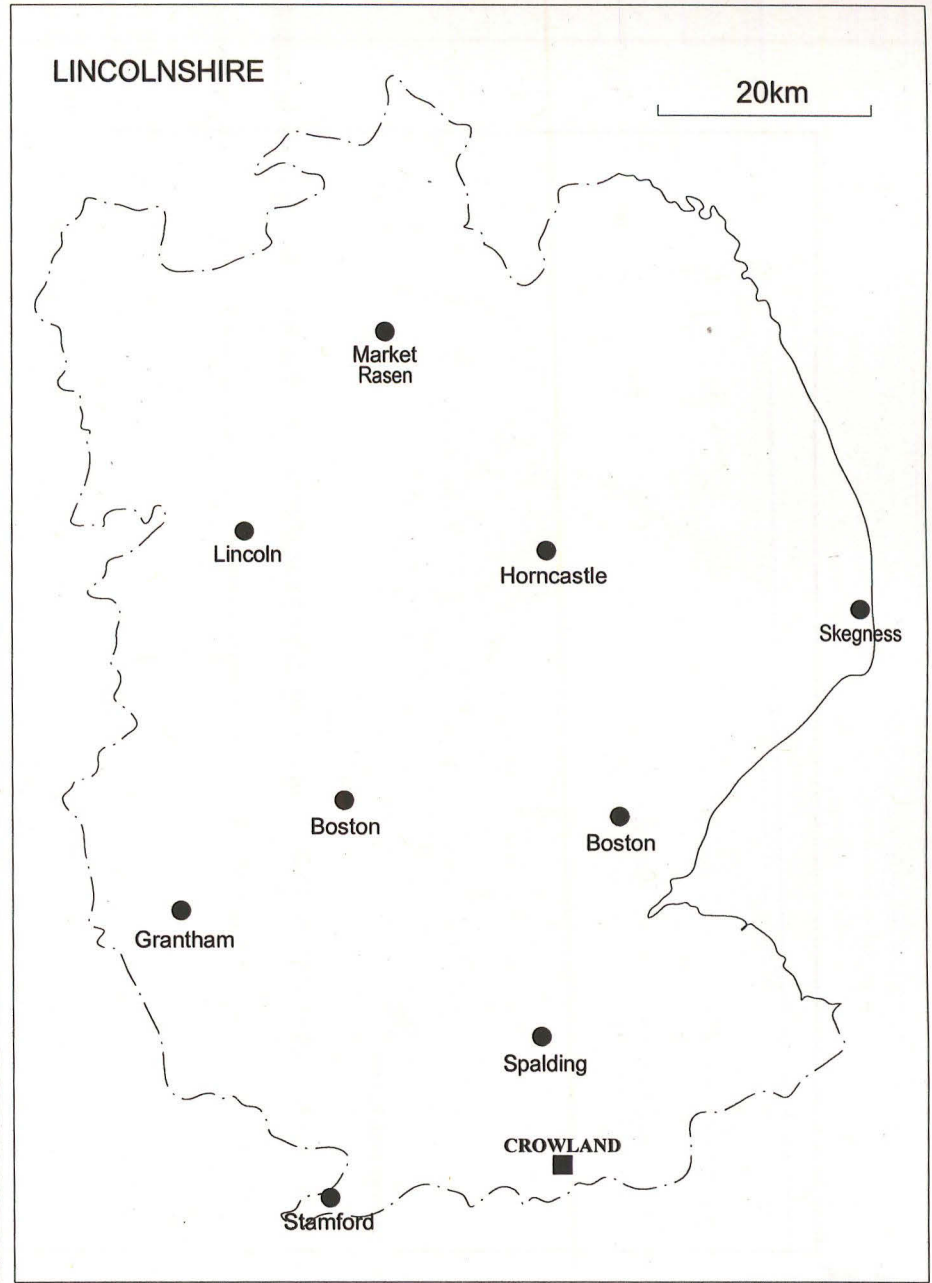 LINCOLNSHIRE
20km
Market
Rasen
Lincoln
Horncastle
Skegness
Boston
Boston
Grantham
Spalding
CROWLAND
Stamford